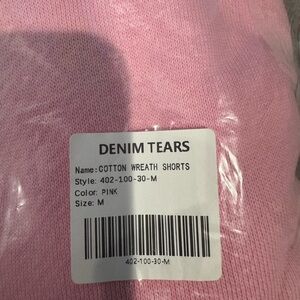 DENIM TEARS
Name:COTTON WREATH SHORTS
Style: 402-100-30-M
Color: PINK
Size: M
402-100-30-M